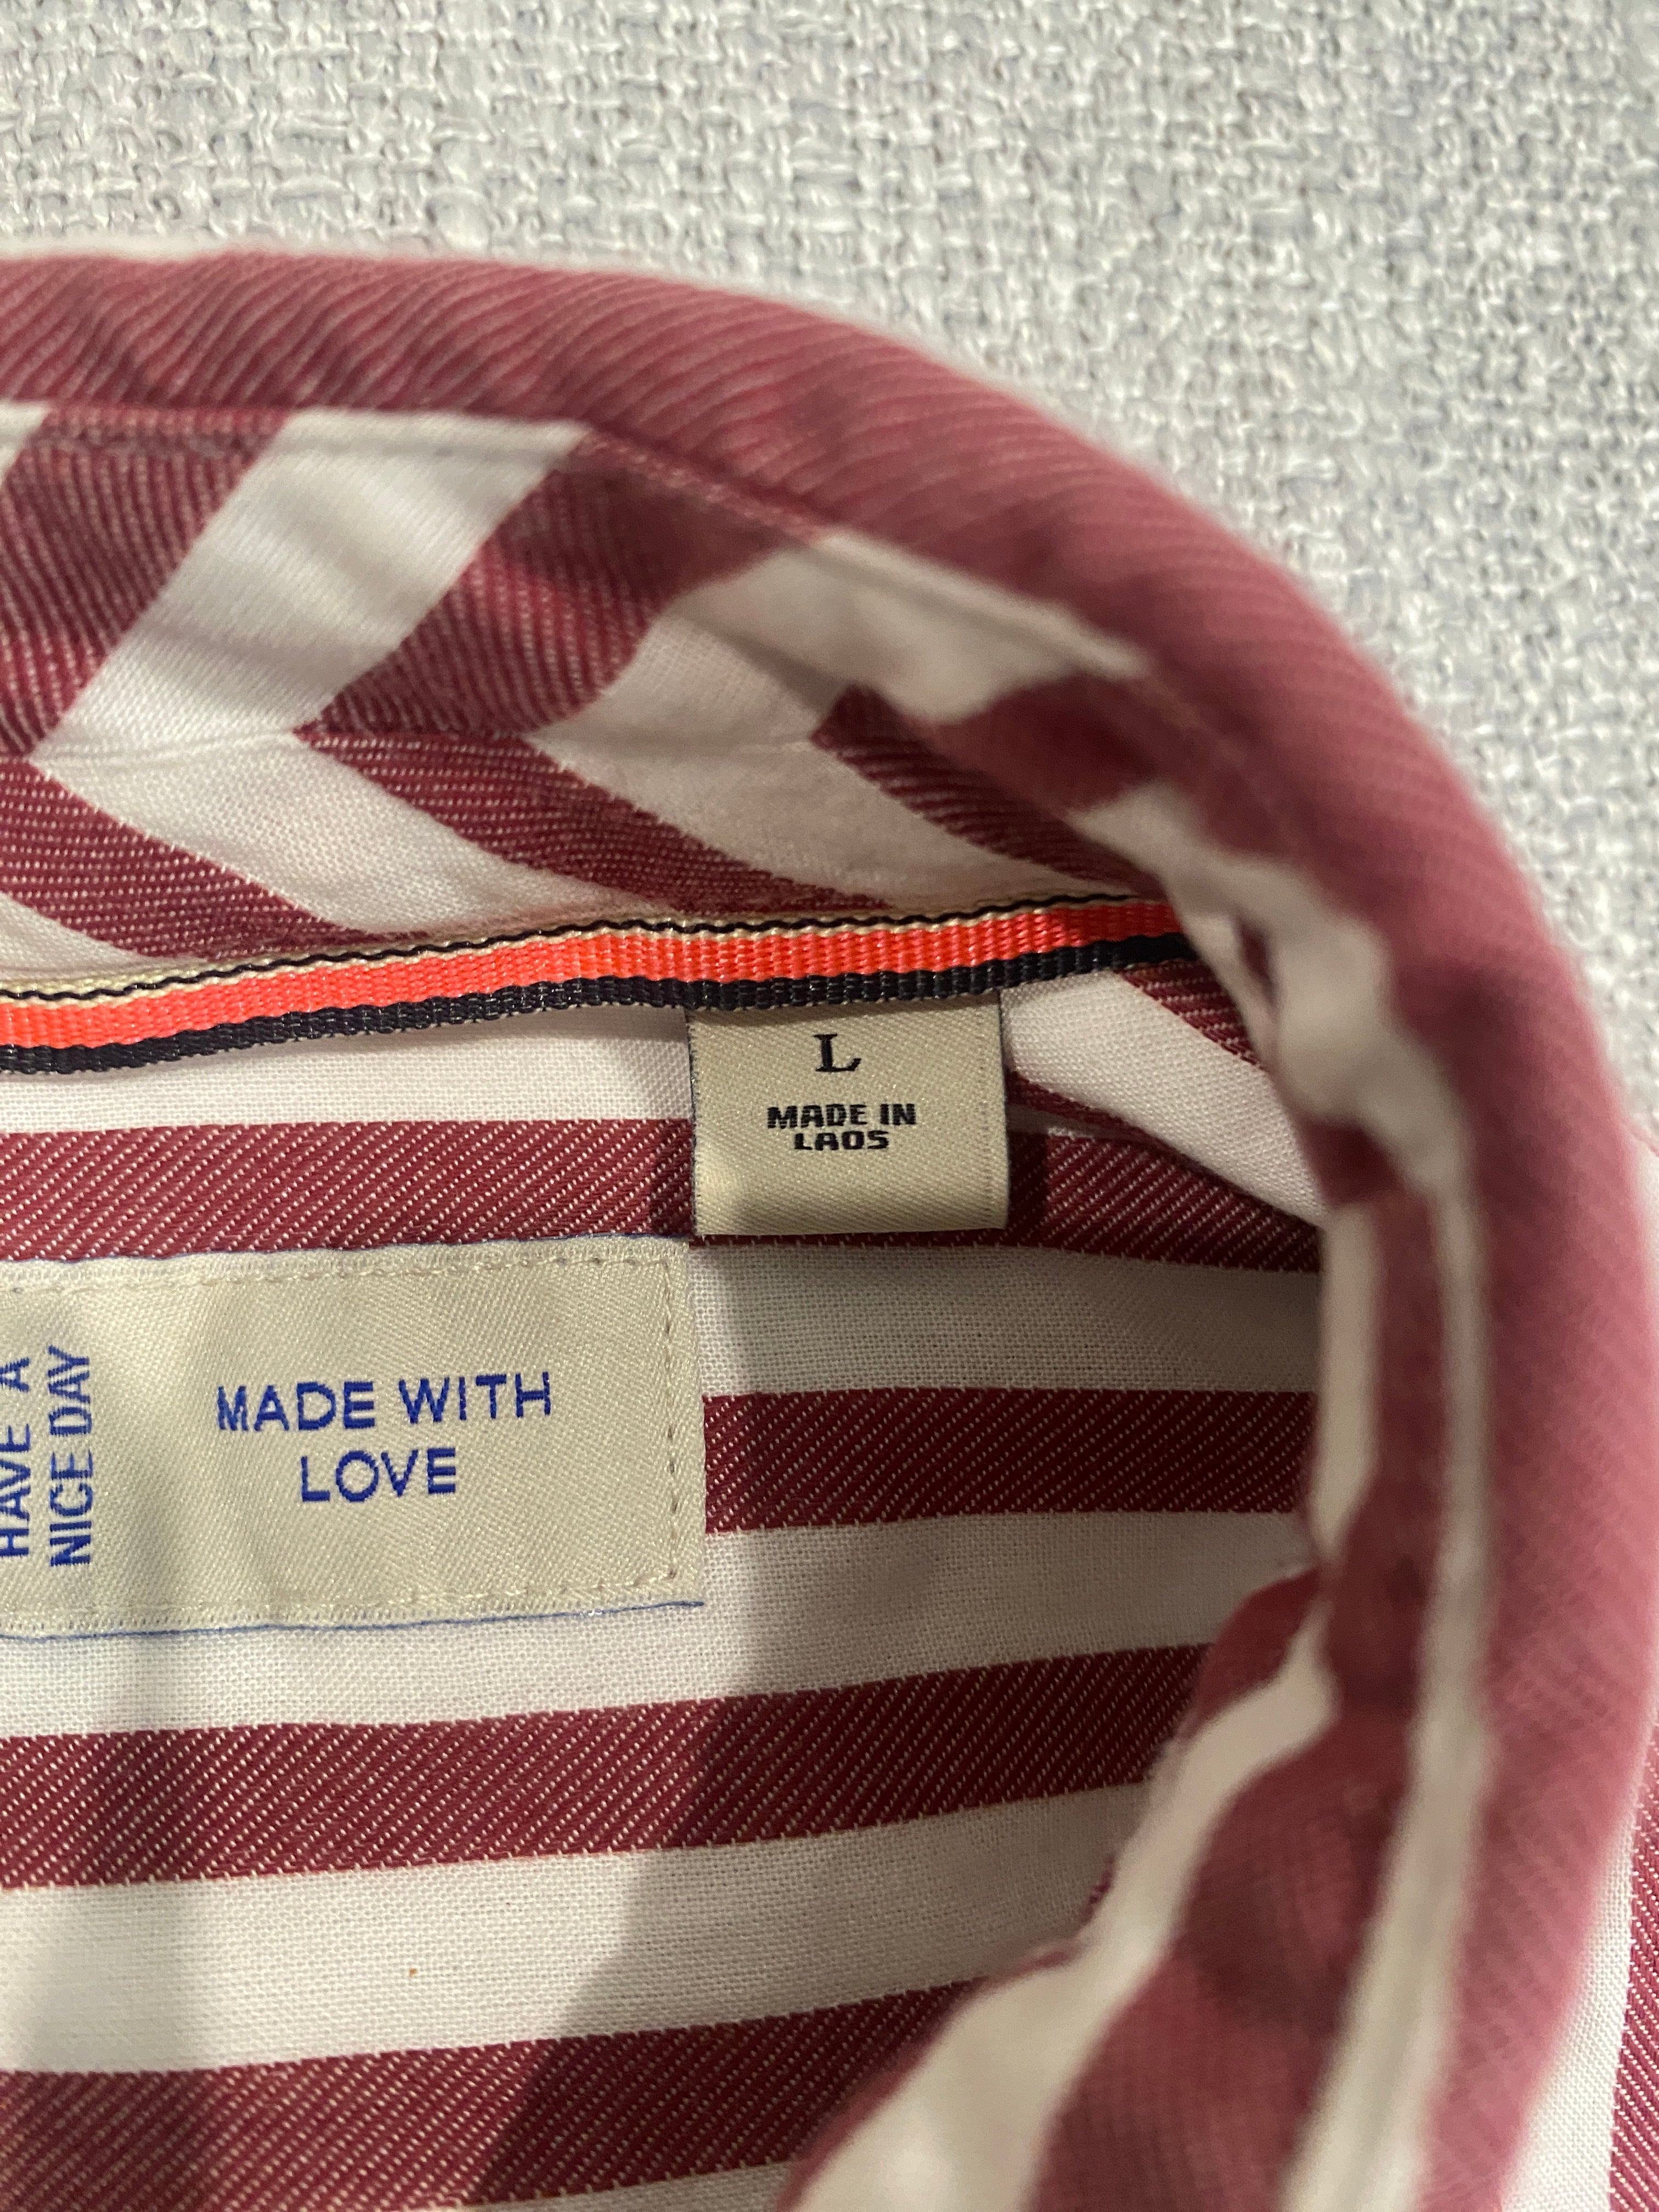 L
MADE IN
LAOS
HAVE A
NICE DAY
MADE WITH
LOVE